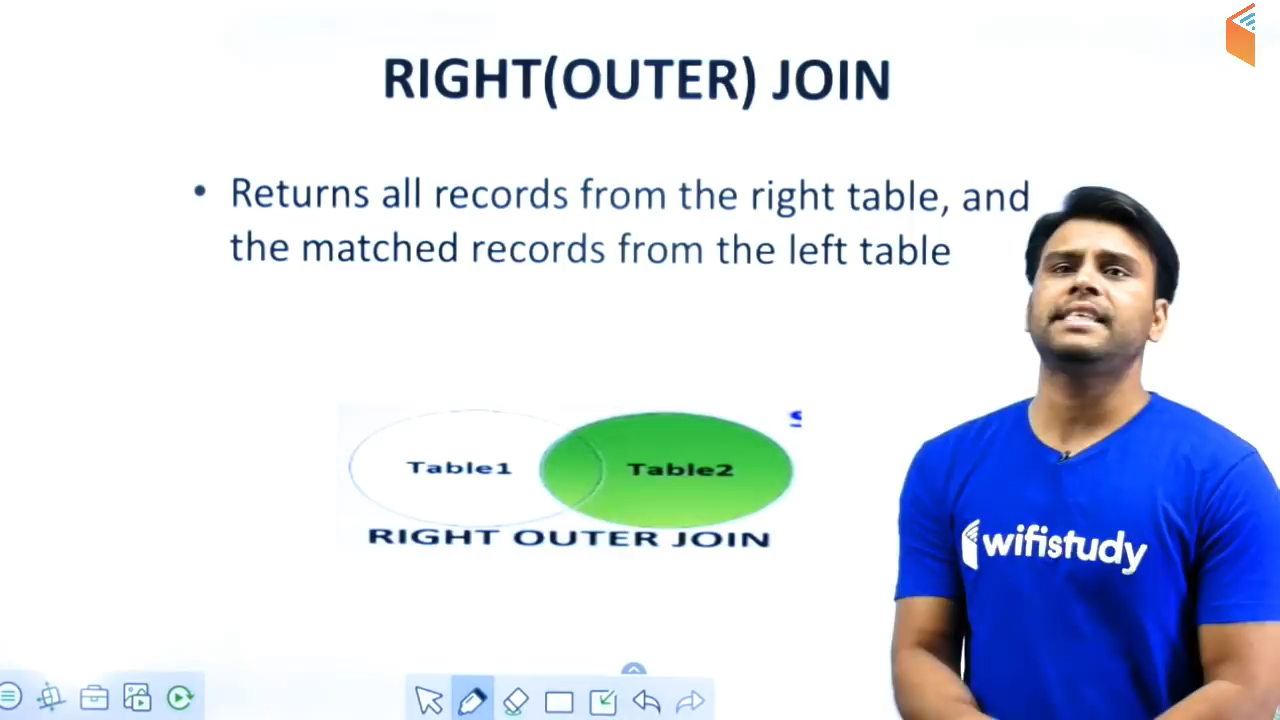 RIGHT(OUTER) JOIN
• Returns all records from the right table, and
the matched records from the left table
Table1
Table2
RIGHT OUTER JOIN
wifistudy